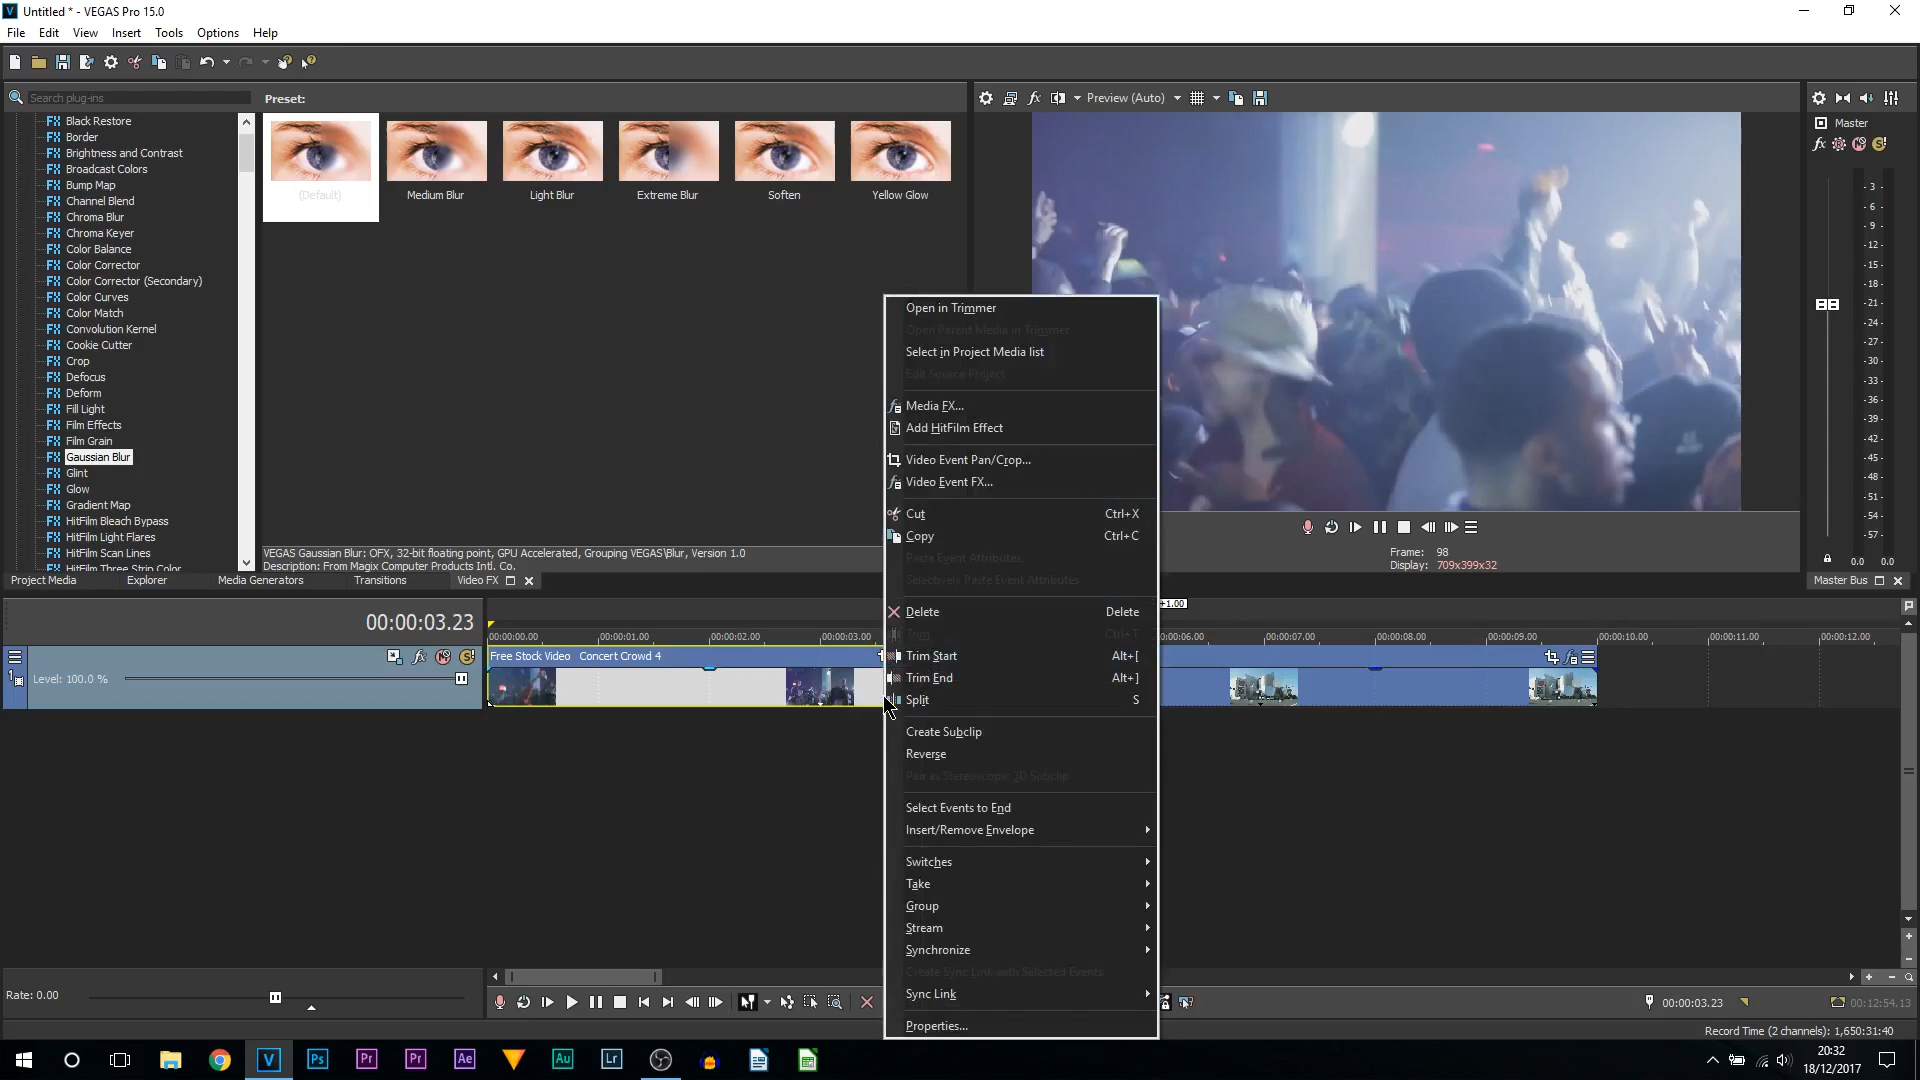 Untitled * - VEGAS Pro 15.0
File Edit View Insert Tools Options Help
Search plug-ins
Preset:
Black Restore
Border
Brightness and Contrast
Broadcast Colors
Bump Map
Channel Blend
Chroma Blur
Chroma Keyer
Color Balance
Color Corrector
Color Corrector (Secondary)
Color Curves
Color Match
Convolution Kernel
Cookie Cutter
Crop
Defocus
Deform
Fill Light
Film Effects
Film Grain
Gaussian Blur
Glint
Glow
Gradient Map
HitFilm Bleach Bypass
HitFilm Light Flares
HitFilm Scan Lines
HitFilm Three Strip Color
(Default) Medium Blur Light Blur Extreme Blur Soften Yellow Glow
VEGAS Gaussian Blur: OFX, 32-bit floating point, GPU Accelerated, Grouping VEGAS\Blur, Version 1.0
Description: From Magix Computer Products Intl. Co.
Project Media Explorer Media Generators Transitions Video FX
Preview (Auto)
Frame: 98
Display: 709x399x32
Master
- 3 -
- 6 -
- 9 -
-12-
-15-
-18-
-21-
-24-
-27-
-30-
-33-
-36-
-39-
-42-
-45-
-48-
-51-
-54-
-57-
0.0 0.0
Master Bus
Open in Trimmer
Open Parent Media in Trimmer
Select in Project Media list
Edit Source Project
Media FX...
Add HitFilm Effect
Video Event Pan/Crop...
Video Event FX...
Cut Ctrl+X
Copy Ctrl+C
Paste Event Attributes
Selectively Paste Event Attributes
Delete Delete
Trim Ctrl+T
Trim Start Alt+[
Trim End Alt+]
Split S
Create Subclip
Reverse
Pair as Stereoscopic 3D Subclip
Select Events to End
Insert/Remove Envelope
Switches
Take
Group
Stream
Synchronize
Create Sync Link with Selected Events
Sync Link
Properties...
00:00:03.23
+1.00
00:00:00.00 00:00:01.00 00:00:02.00 00:00:03.00 00:00:06.00 00:00:07.00 00:00:08.00 00:00:09.00 00:00:10.00 00:00:11.00 00:00:12.00
1
Level: 100.0 %
Free Stock Video Concert Crowd 4
Rate: 0.00
00:00:03.23
00:12:54.13
Record Time (2 channels): 1,650:31:40
V Ps Pr Pr Ae Au Lr
20:32
18/12/2017